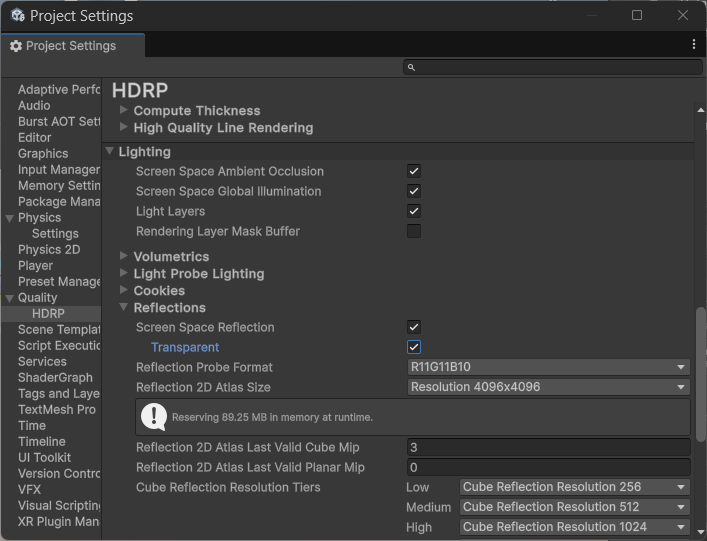 Project Settings
Project Settings
Adaptive Perfo
Audio
Burst AOT Sett
Editor
Graphics
Input Manager
Memory Settin
Package Mana
Physics
Settings
Physics 2D
Player
Preset Manage
Quality
HDRP
Scene Templat
Script Executio
Services
ShaderGraph
Tags and Laye
TextMesh Pro
Time
Timeline
UI Toolkit
Version Contro
VFX
Visual Scripting
XR Plugin Man
HDRP
Compute Thickness
High Quality Line Rendering
Lighting
Screen Space Ambient Occlusion
Screen Space Global Illumination
Light Layers
Rendering Layer Mask Buffer
Volumetrics
Light Probe Lighting
Cookies
Reflections
Screen Space Reflection
Transparent
Reflection Probe Format R11G11B10
Reflection 2D Atlas Size Resolution 4096x4096
Reserving 89.25 MB in memory at runtime.
Reflection 2D Atlas Last Valid Cube Mip 3
Reflection 2D Atlas Last Valid Planar Mip 0
Cube Reflection Resolution Tiers Low Cube Reflection Resolution 256
Medium Cube Reflection Resolution 512
High Cube Reflection Resolution 1024